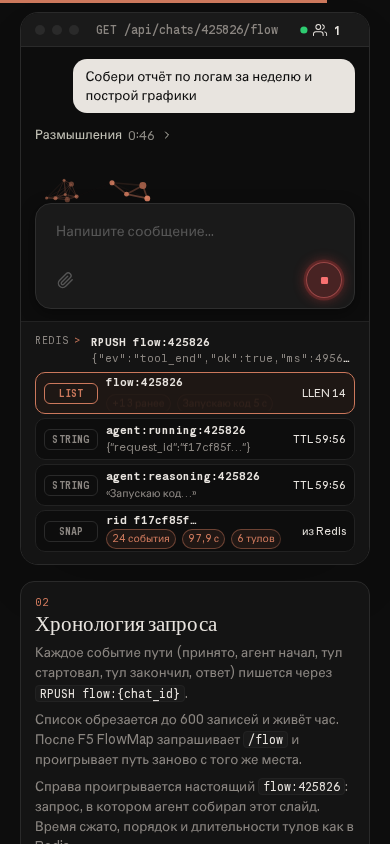 GET /api/chats/425826/flow
1
Собери отчёт по логам за неделю и
построй графики
Размышления 0:46 >
Напишите сообщение…
REDIS > RPUSH flow:425826
{"ev":"tool_end","ok":true,"ms":4956…
LIST
flow:425826
LLEN 14
STRING
agent:running:425826
{"request_id":"f17cf85f…"}
TTL 59:56
STRING
agent:reasoning:425826
«Запускаю код…»
TTL 59:56
SNAP
rid f17cf85f…
24 события 97,9 с 6 тулов
из Redis
02
Хронология запроса
Каждое событие пути (принято, агент начал, тул
стартовал, тул закончил, ответ) пишется через
RPUSH flow:{chat_id}.
Список обрезается до 600 записей и живёт час.
После F5 FlowMap запрашивает /flow и
проигрывает путь заново с того же места.
Справа проигрывается настоящий flow:425826:
запрос, в котором агент собирал этот слайд.
Время сжато, порядок и длительности тулов как в
Redis.